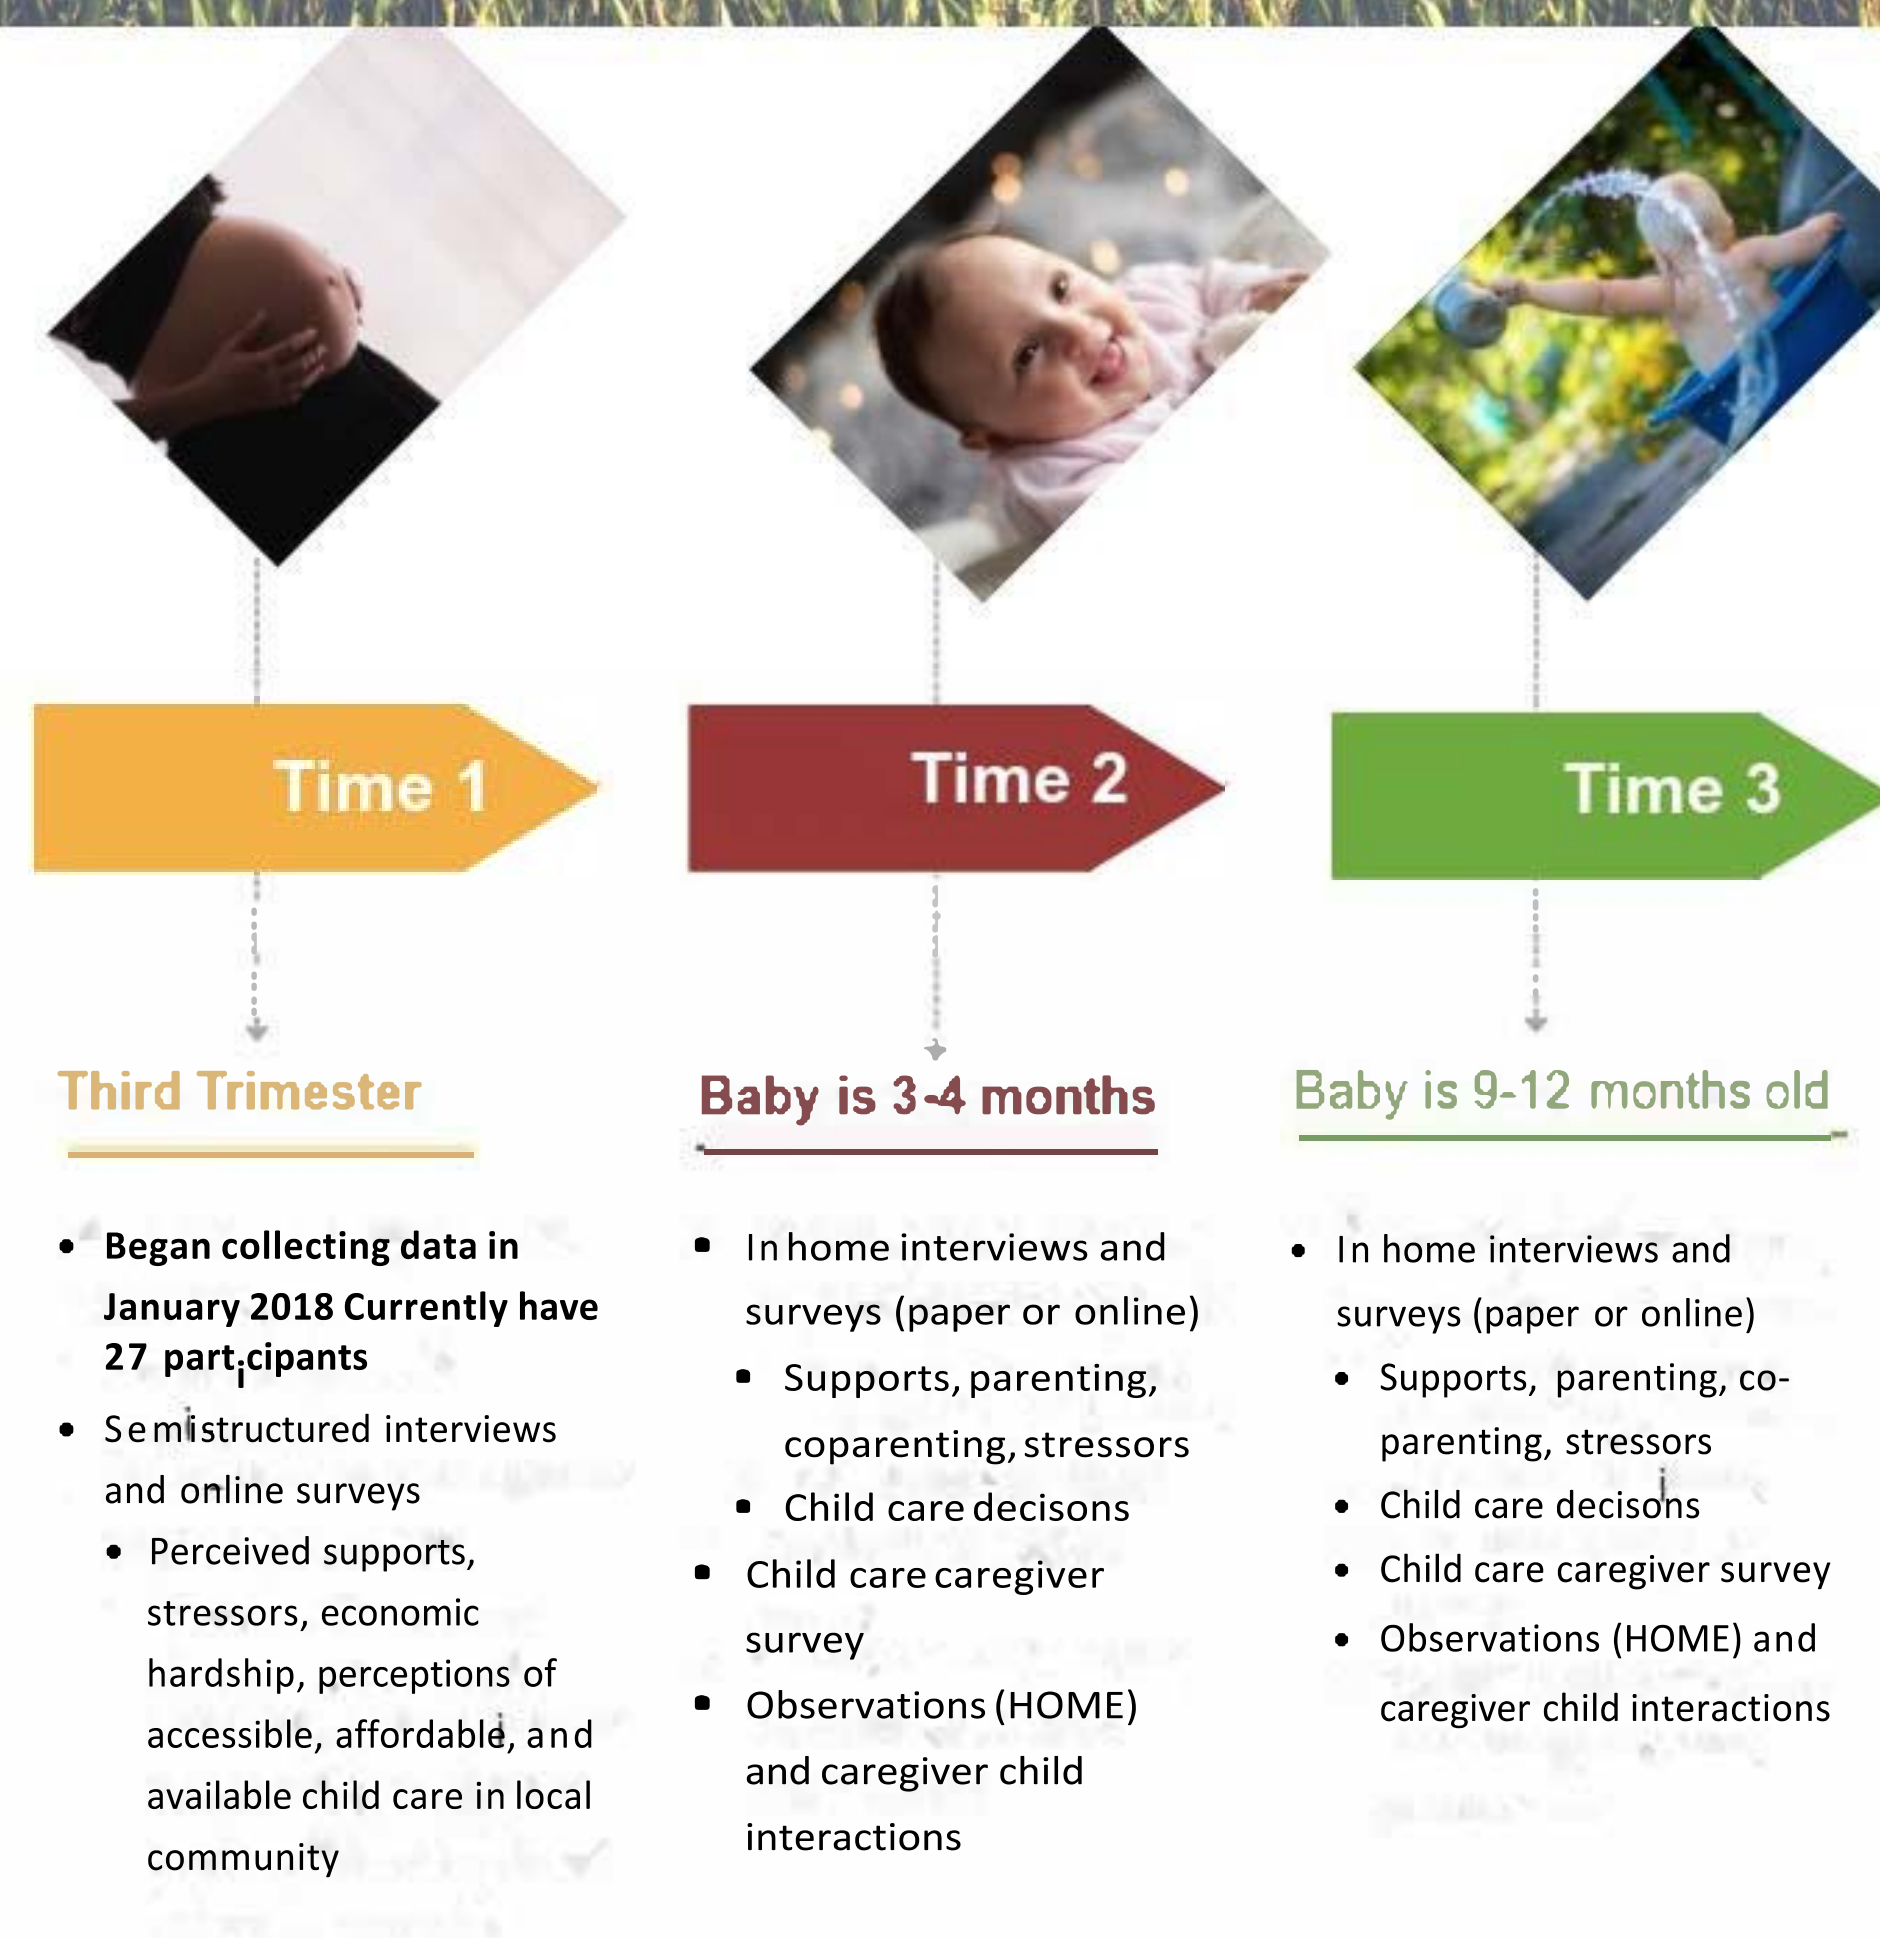 Time 1
Time 2
Time 3
Third Trimester
Baby is 3-4 months
Baby is 9-12 months old
• Began collecting data in
January 2018 Currently have
27 participants
• Semistructured interviews
and online surveys
• Perceived supports,
stressors, economic
hardship, perceptions of
accessible, affordable, and
available child care in local
community
▪ In home interviews and
surveys (paper or online)
▪ Supports, parenting,
coparenting, stressors
▪ Child care decisons
▪ Child care caregiver
survey
▪ Observations (HOME)
and caregiver child
interactions
• In home interviews and
surveys (paper or online)
• Supports, parenting, co-
parenting, stressors
• Child care decisons
• Child care caregiver survey
• Observations (HOME) and
caregiver child interactions